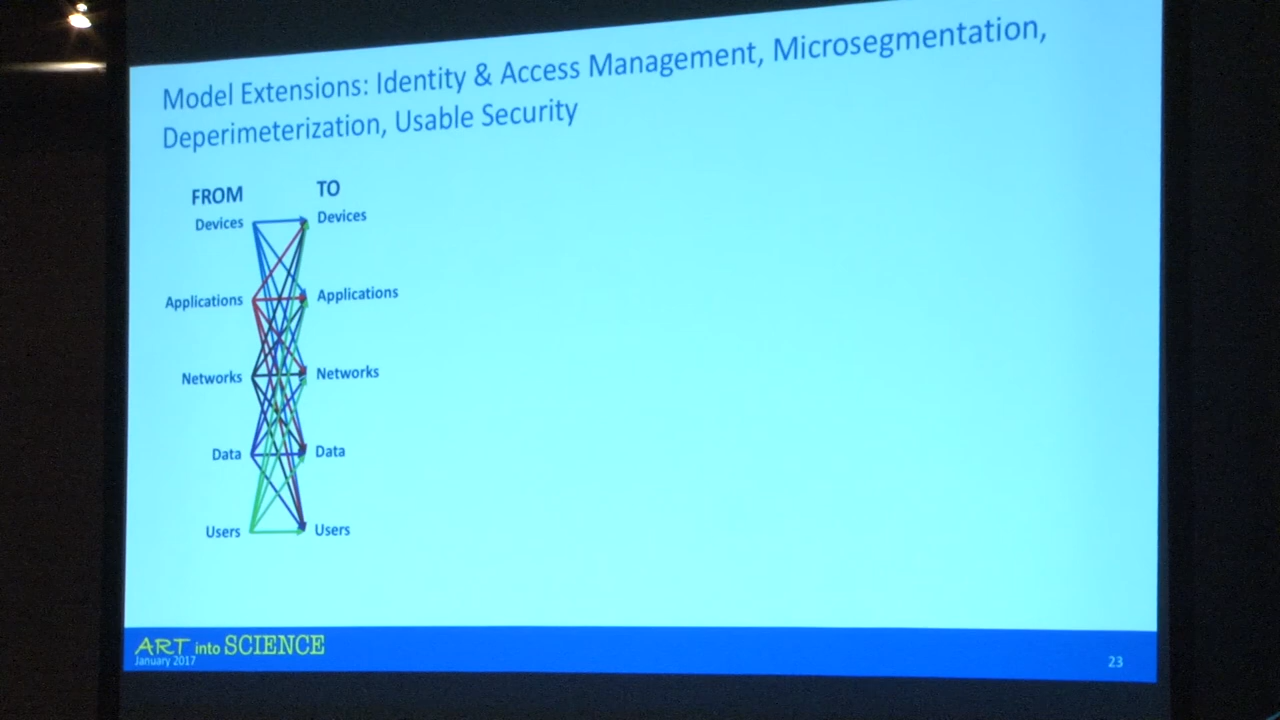 Model Extensions: Identity & Access Management, Microsegmentation,
Deperimeterization, Usable Security
FROM TO
Devices Devices
Applications Applications
Networks Networks
Data Data
Users Users
ART into SCIENCE
January 2017
23